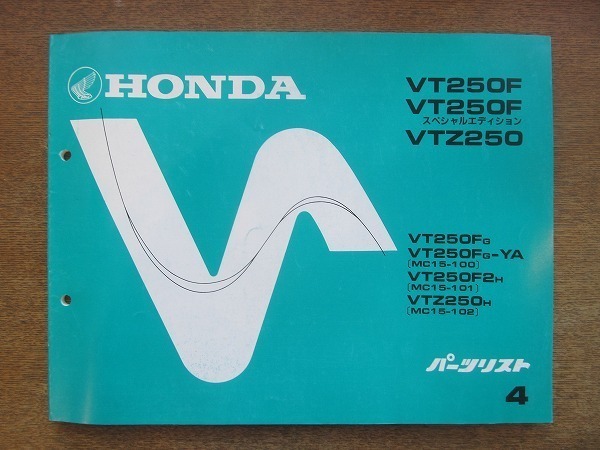 HONDA
VT250F
VT250F
スペシャルエディション
VTZ250
VT250FG
VT250FG-YA
(MC15-100)
VT250F2H
(MC15-101)
VTZ250H
(MC15-102)
パーツリスト
4